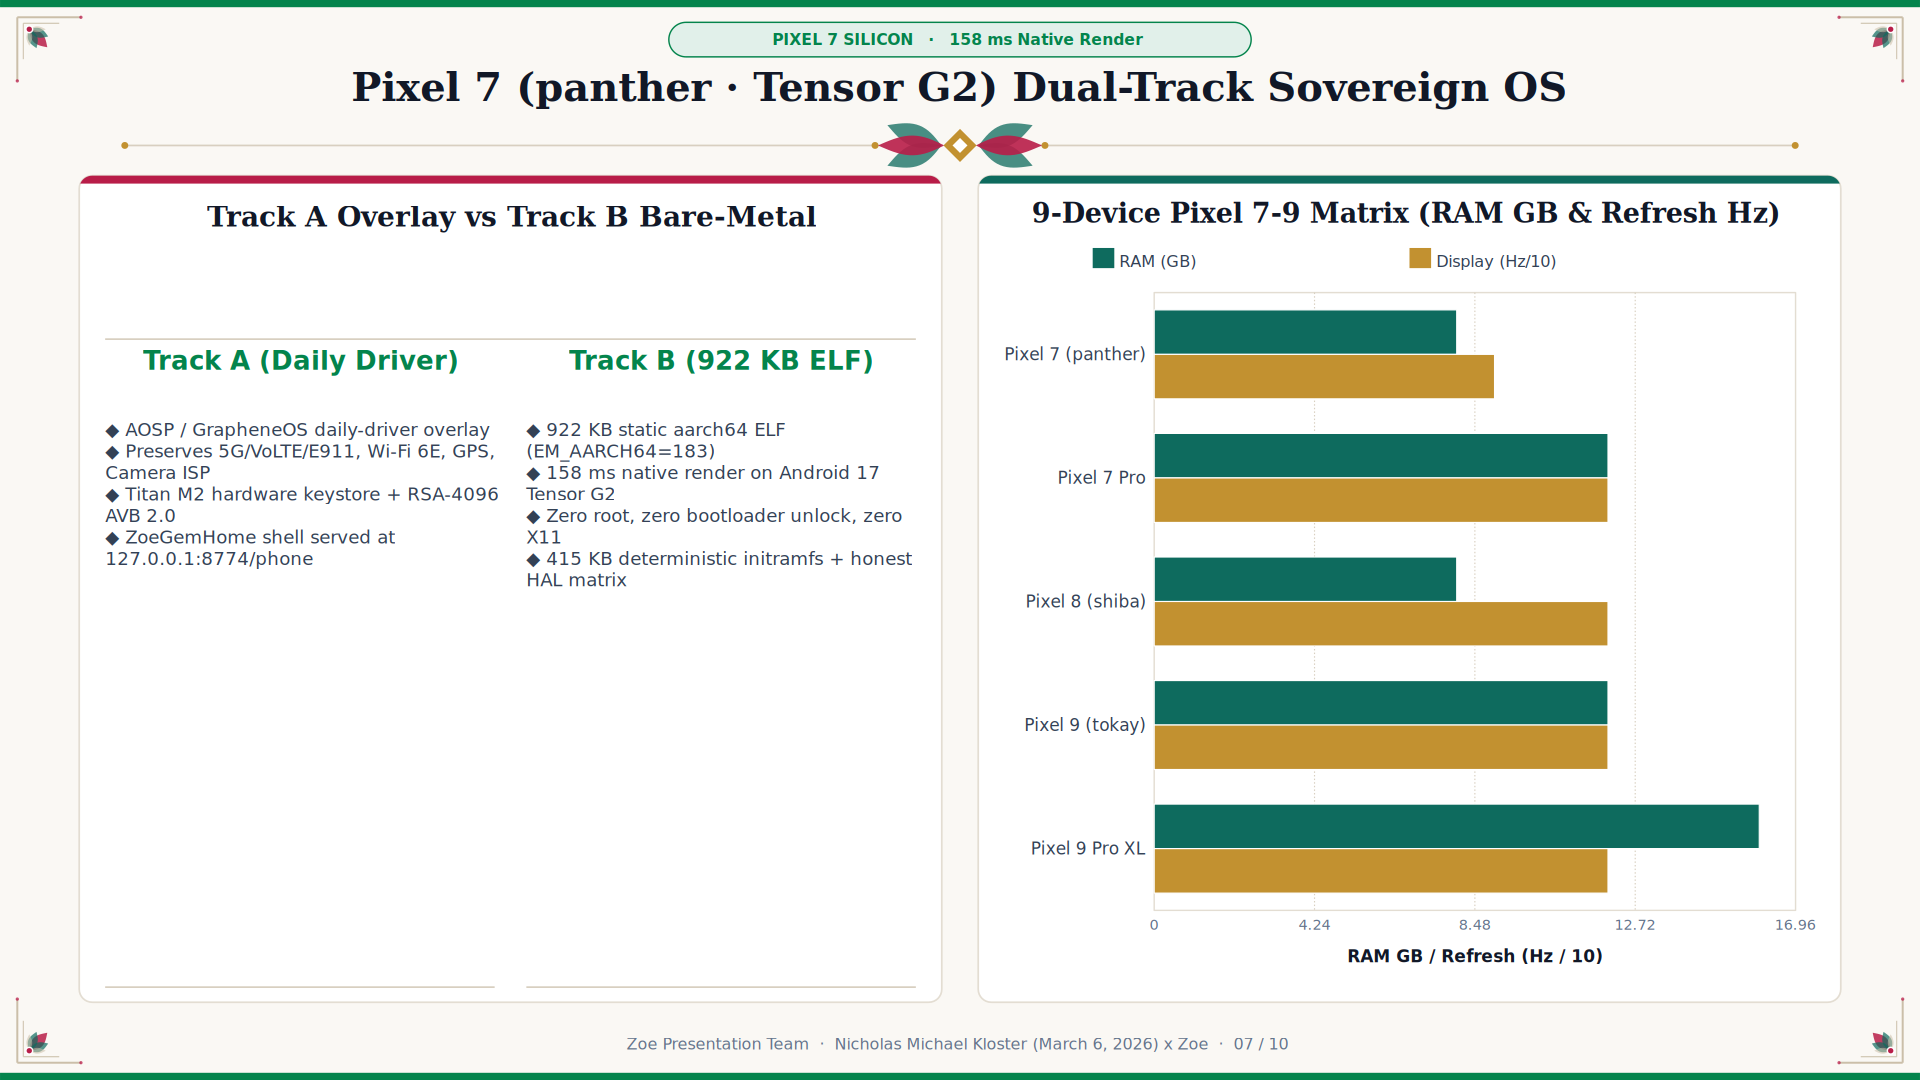 PIXEL 7 SILICON · 158 ms Native Render
Pixel 7 (panther · Tensor G2) Dual-Track Sovereign OS
Track A Overlay vs Track B Bare-Metal
Track A (Daily Driver)
◆ AOSP / GrapheneOS daily-driver overlay
◆ Preserves 5G/VoLTE/E911, Wi-Fi 6E, GPS,
Camera ISP
◆ Titan M2 hardware keystore + RSA-4096
AVB 2.0
◆ ZoeGemHome shell served at
127.0.0.1:8774/phone
Track B (922 KB ELF)
◆ 922 KB static aarch64 ELF
(EM_AARCH64=183)
◆ 158 ms native render on Android 17
Tensor G2
◆ Zero root, zero bootloader unlock, zero
X11
◆ 415 KB deterministic initramfs + honest
HAL matrix
9-Device Pixel 7-9 Matrix (RAM GB & Refresh Hz)
RAM (GB)
Display (Hz/10)
Pixel 7 (panther)
Pixel 7 Pro
Pixel 8 (shiba)
Pixel 9 (tokay)
Pixel 9 Pro XL
0 4.24 8.48 12.72 16.96
RAM GB / Refresh (Hz / 10)
Zoe Presentation Team · Nicholas Michael Kloster (March 6, 2026) x Zoe · 07 / 10